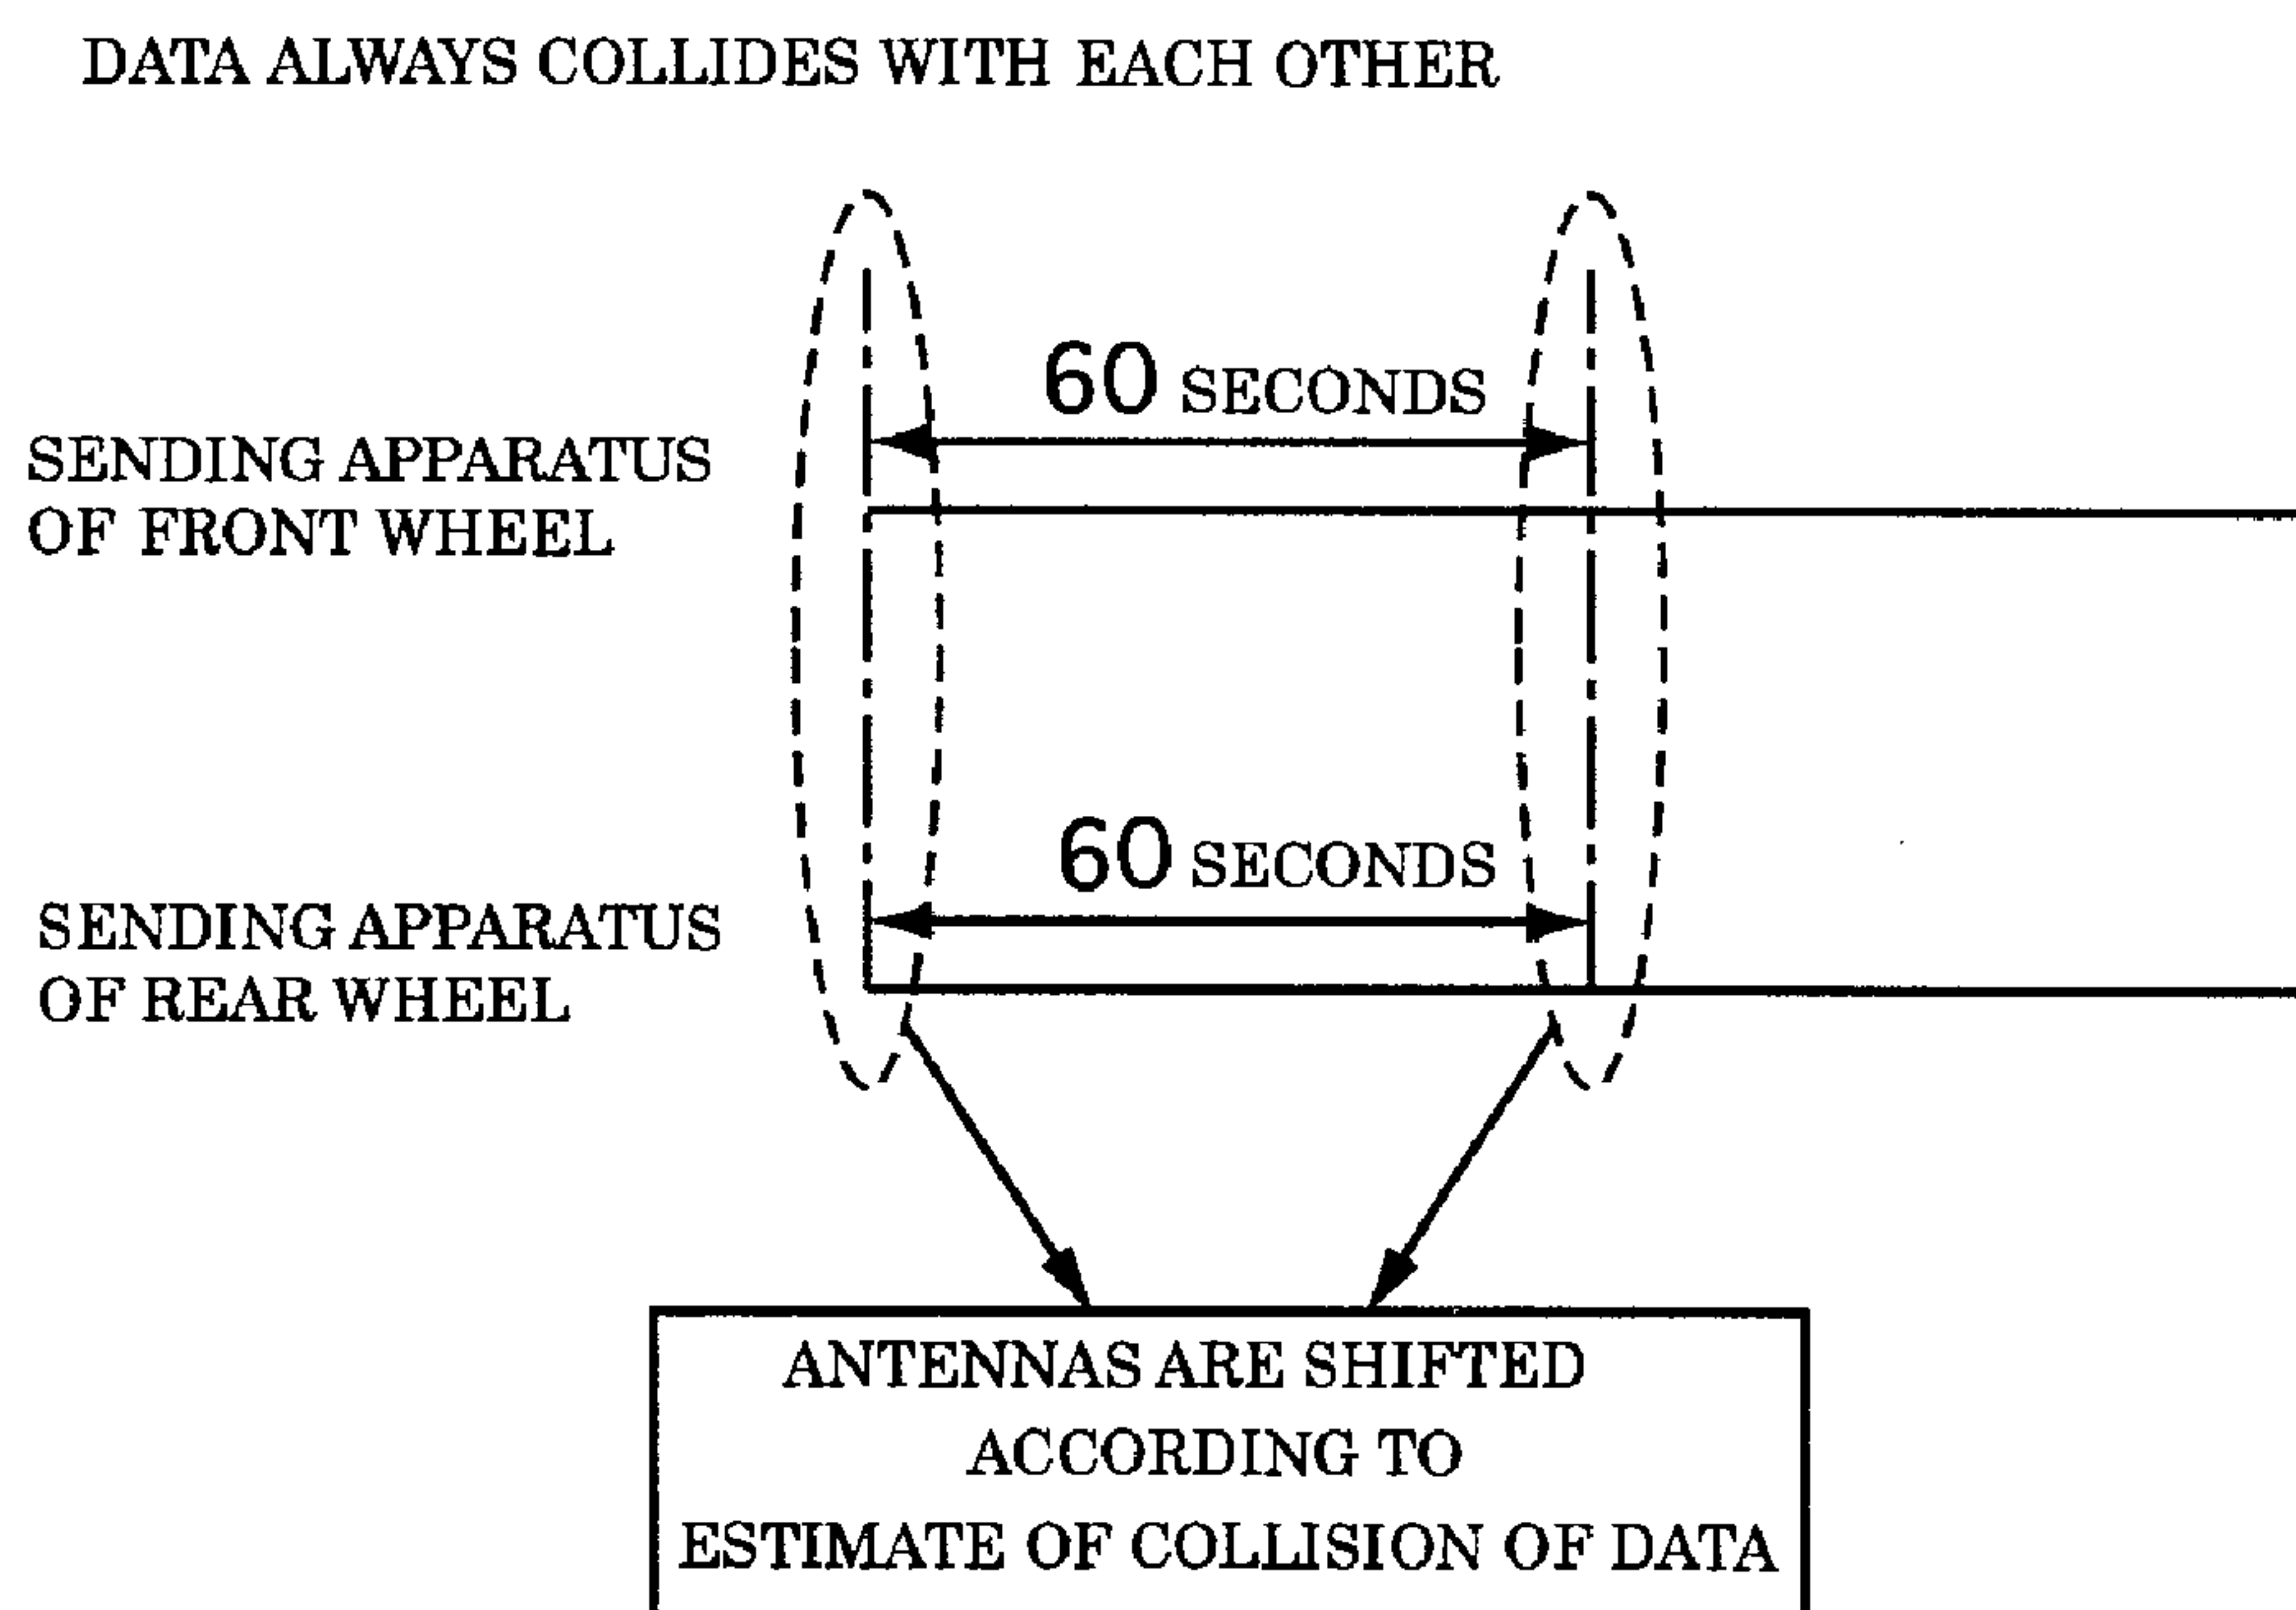 DATA ALWAYS COLLIDES WITH EACH OTHER
60 SECONDS
SENDING APPARATUS
OF FRONT WHEEL
60 SECONDS
SENDING APPARATUS
OF REAR WHEEL
ANTENNAS ARE SHIFTED
ACCORDING TO
ESTIMATE OF COLLISION OF DATA